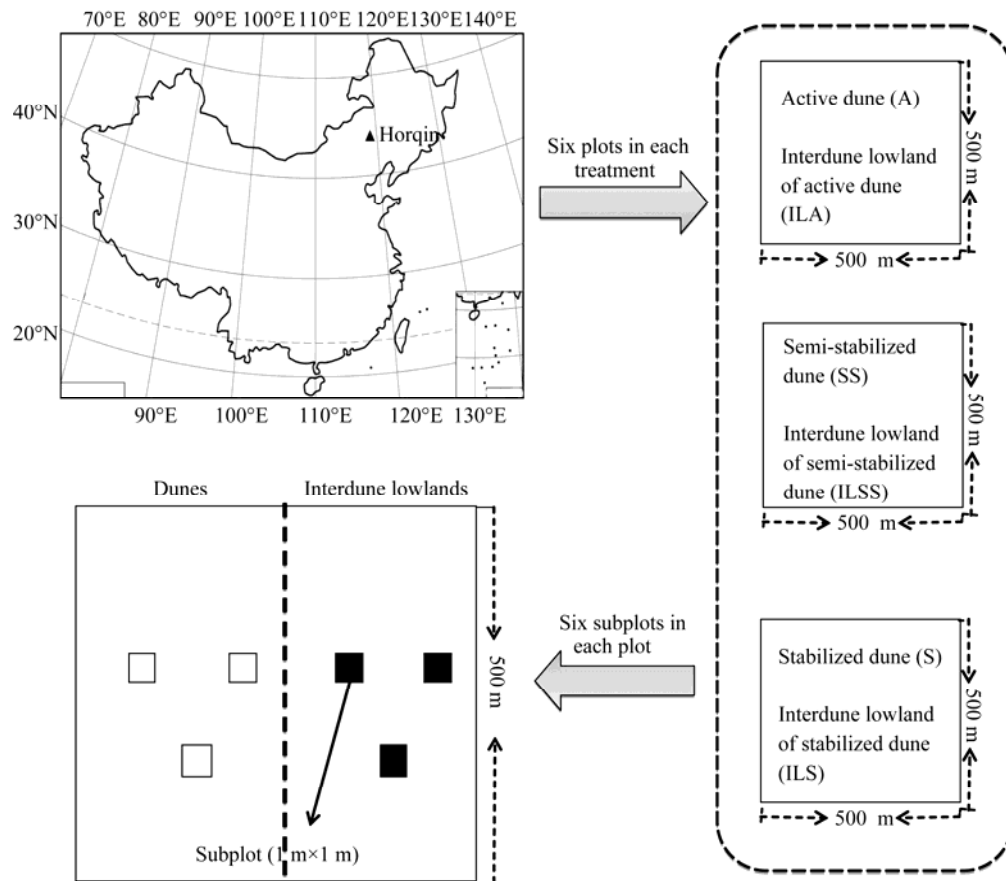 70°E 80°E 90°E 100°E 110°E 120°E 130°E 140°E
40°N
30°N
20°N
Horqin
90°E 100°E 110°E 120°E 130°E
Six plots in each
treatment
Active dune (A)
Interdune lowland
of active dune
(ILA)
500 m
500 m
Semi-stabilized
dune (SS)
Interdune lowland
of semi-stabilized
dune (ILSS)
500 m
500 m
Stabilized dune (S)
Interdune lowland
of stabilized dune
(ILS)
500 m
500 m
Six subplots in
each plot
Dunes
Interdune lowlands
500 m
Subplot (1 m×1 m)